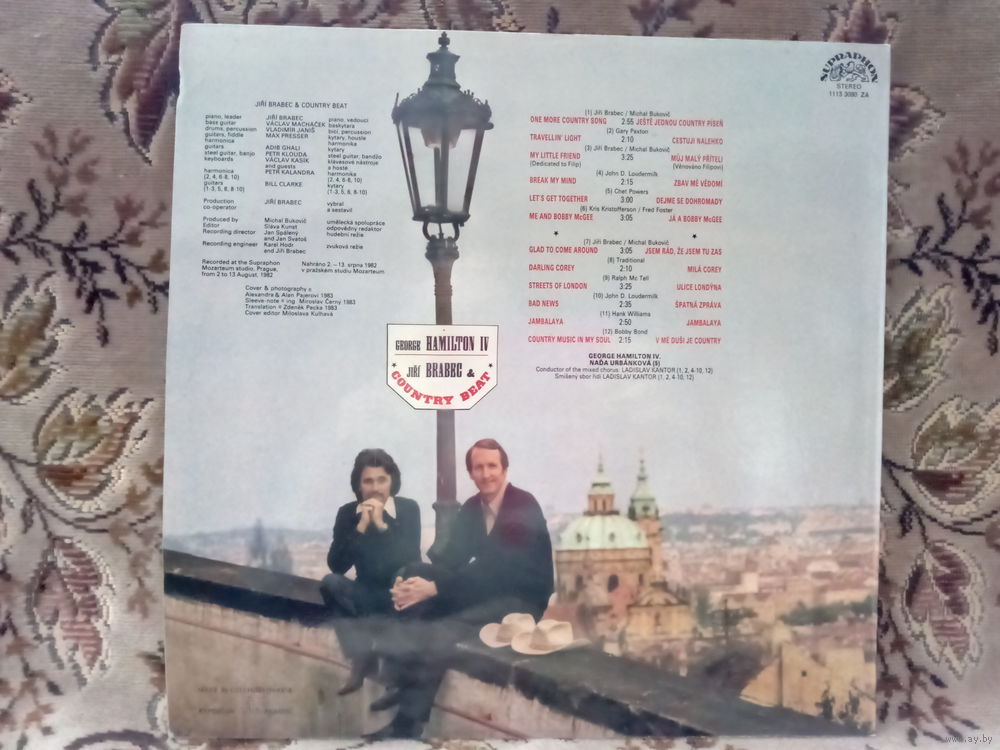 JIŘÍ BRABEC & COUNTRY BEAT
piano, leader JIŘÍ BRABEC piano, vedoucí
bass guitar VÁCLAV MACHÁČEK baskytara
drums, percussion VLADIMÍR JANIŠ bicí, percussion
guitars, fiddle MAX PRESSER kytary, housle
harmonica harmonika
guitars ADIB GHALI kytary
steel guitar, banjo PETR KLOUDA steel guitar, bandžo
keyboards VÁCLAV KASÍK klávesové nástroje
and guests a hosté
harmonica PETR KALANDRA harmonika
(2, 4, 6-8, 10) (2, 4, 6-8, 10)
guitars BILL CLARKE kytary
(1-3, 5, 6, 8-10) (1-3, 5, 6, 8-10)
Production JIŘÍ BRABEC vybral
co-operator a sestavil
Produced by Michal Bukovič umělecká spolupráce
Editor Sláva Kunst odpovědný redaktor
Recording director Jan Spálený hudební režie
and Jan Svatoš
Recording engineer Karel Hodr zvuková režie
and Jiří Brabec
Recorded at the Supraphon Nahráno 2. – 13. srpna 1982
Mozarteum studio, Prague, v pražském studiu Mozarteum
from 2 to 13 August, 1982
Cover & photography ©
Alexandra & Alan Pajerovi 1983
Sleeve-note © ing. Miroslav Černý 1983
Translation © Zdeněk Pecka 1983
Cover editor Miloslava Kulhavá
SUPRAPHON
STEREO
1113 3080 ZA
(1) Jiří Brabec / Michal Bukovič
ONE MORE COUNTRY SONG 2:55 JEŠTĚ JEDNOU COUNTRY PÍSEŇ
(2) Gary Paxton
TRAVELLIN' LIGHT 2:10 CESTUJI NALEHKO
(3) Jiří Brabec / Michal Bukovič
MY LITTLE FRIEND 3:25 MŮJ MALÝ PŘÍTEL
(Dedicated to Filip) (Věnováno Filipovi)
(4) John D. Loudermilk
BREAK MY MIND 2:15 ZBAV MĚ VĚDOMÍ
(5) Chet Powers
LET'S GET TOGETHER 3:00 DEJME SE DOHROMADY
(6) Kris Kristofferson / Fred Foster
ME AND BOBBY McGEE 3:05 JÁ A BOBBY McGEE
(7) Jiří Brabec / Michal Bukovič
GLAD TO COME AROUND 3:05 JSEM RÁD, ŽE JSEM TU ZAS
(8) Traditional
DARLING COREY 2:10 MILÁ COREY
(9) Ralph Mc Tell
STREETS OF LONDON 3:25 ULICE LONDÝNA
(10) John D. Loudermilk
BAD NEWS 2:35 ŠPATNÁ ZPRÁVA
(11) Hank Williams
JAMBALAYA 2:50 JAMBALAYA
(12) Bobby Bond
COUNTRY MUSIC IN MY SOUL 2:15 V MÉ DUŠI JE COUNTRY
GEORGE HAMILTON IV.
NAĎA URBÁNKOVÁ (5)
Conductor of the mixed chorus: LADISLAV KANTOR (1, 2, 4-10, 12)
Smíšený sbor řídí LADISLAV KANTOR (1, 2, 4-10, 12)
GEORGE HAMILTON IV
JIŘÍ BRABEC &
COUNTRY BEAT
www.ay.by